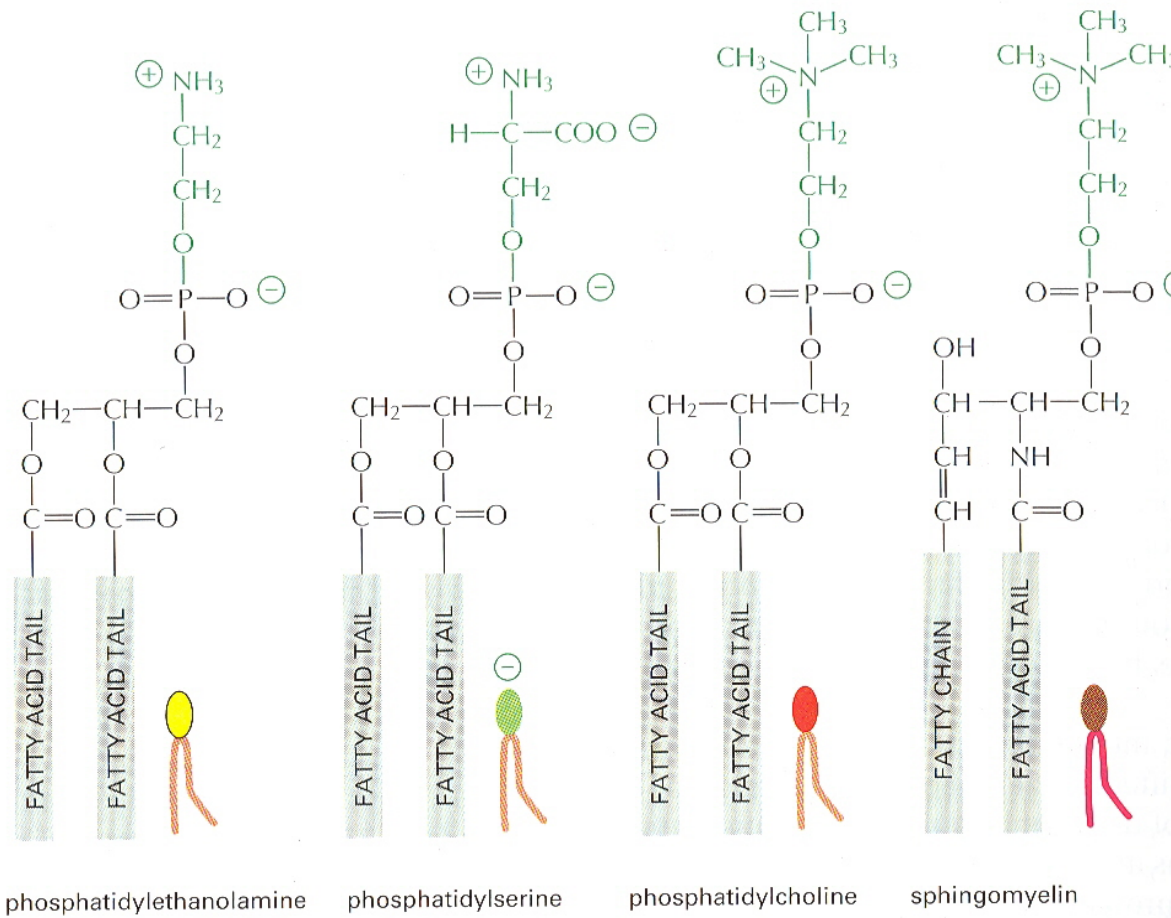 CH₃ CH₃
⊕ NH₃ ⊕ NH₃ CH₃ N CH₃ CH₃ N CH₃
⊕ ⊕
CH₂ H—C—COO ⊖ CH₂ CH₂
CH₂ CH₂ CH₂ CH₂
O O O O
O=P—O ⊖ O=P—O ⊖ O=P—O ⊖ O=P—O
O O O O
OH
CH₂—CH—CH₂ CH₂—CH—CH₂ CH₂—CH—CH₂ CH—CH—CH₂
O O O O O O CH NH
C=O C=O C=O C=O C=O C=O CH C=O
FATTY ACID TAIL FATTY ACID TAIL FATTY ACID TAIL FATTY ACID TAIL FATTY ACID TAIL FATTY ACID TAIL FATTY CHAIN FATTY ACID TAIL
⊖
phosphatidylethanolamine phosphatidylserine phosphatidylcholine sphingomyelin